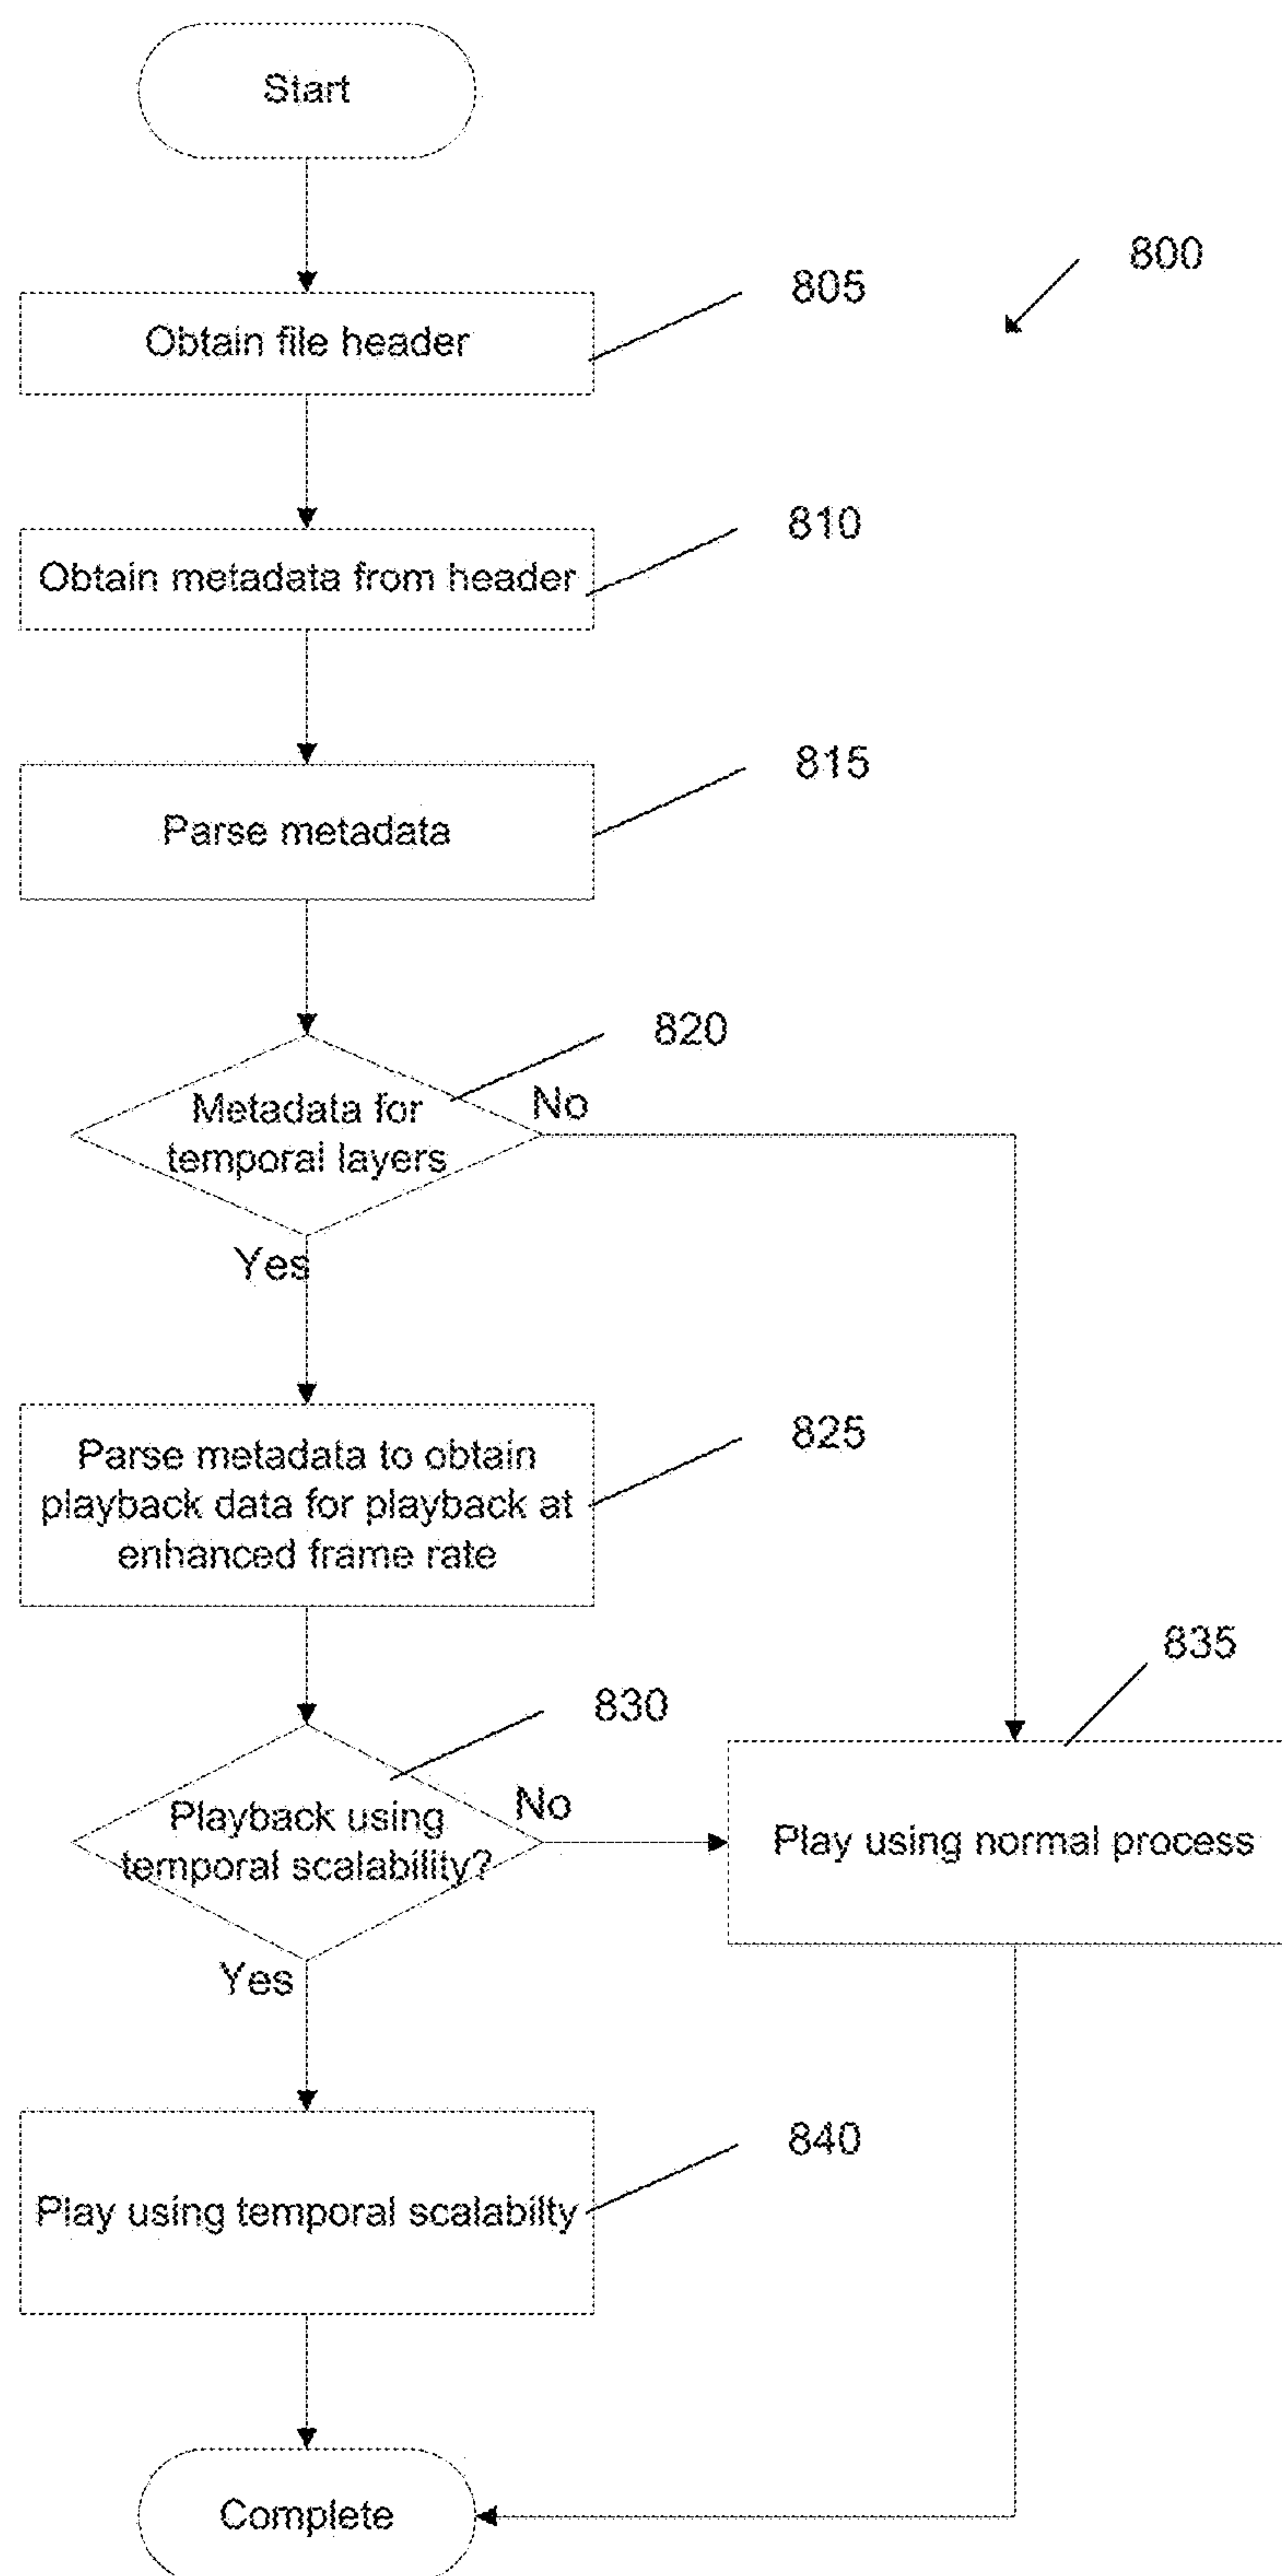 Start
800
805
Obtain file header
810
Obtain metadata from header
815
Parse metadata
820
Metadata for
temporal layers
No
Yes
825
Parse metadata to obtain
playback data for playback at
enhanced frame rate
835
830
Playback using
temporal scalability?
No
Play using normal process
Yes
840
Play using temporal scalabilty
Complete